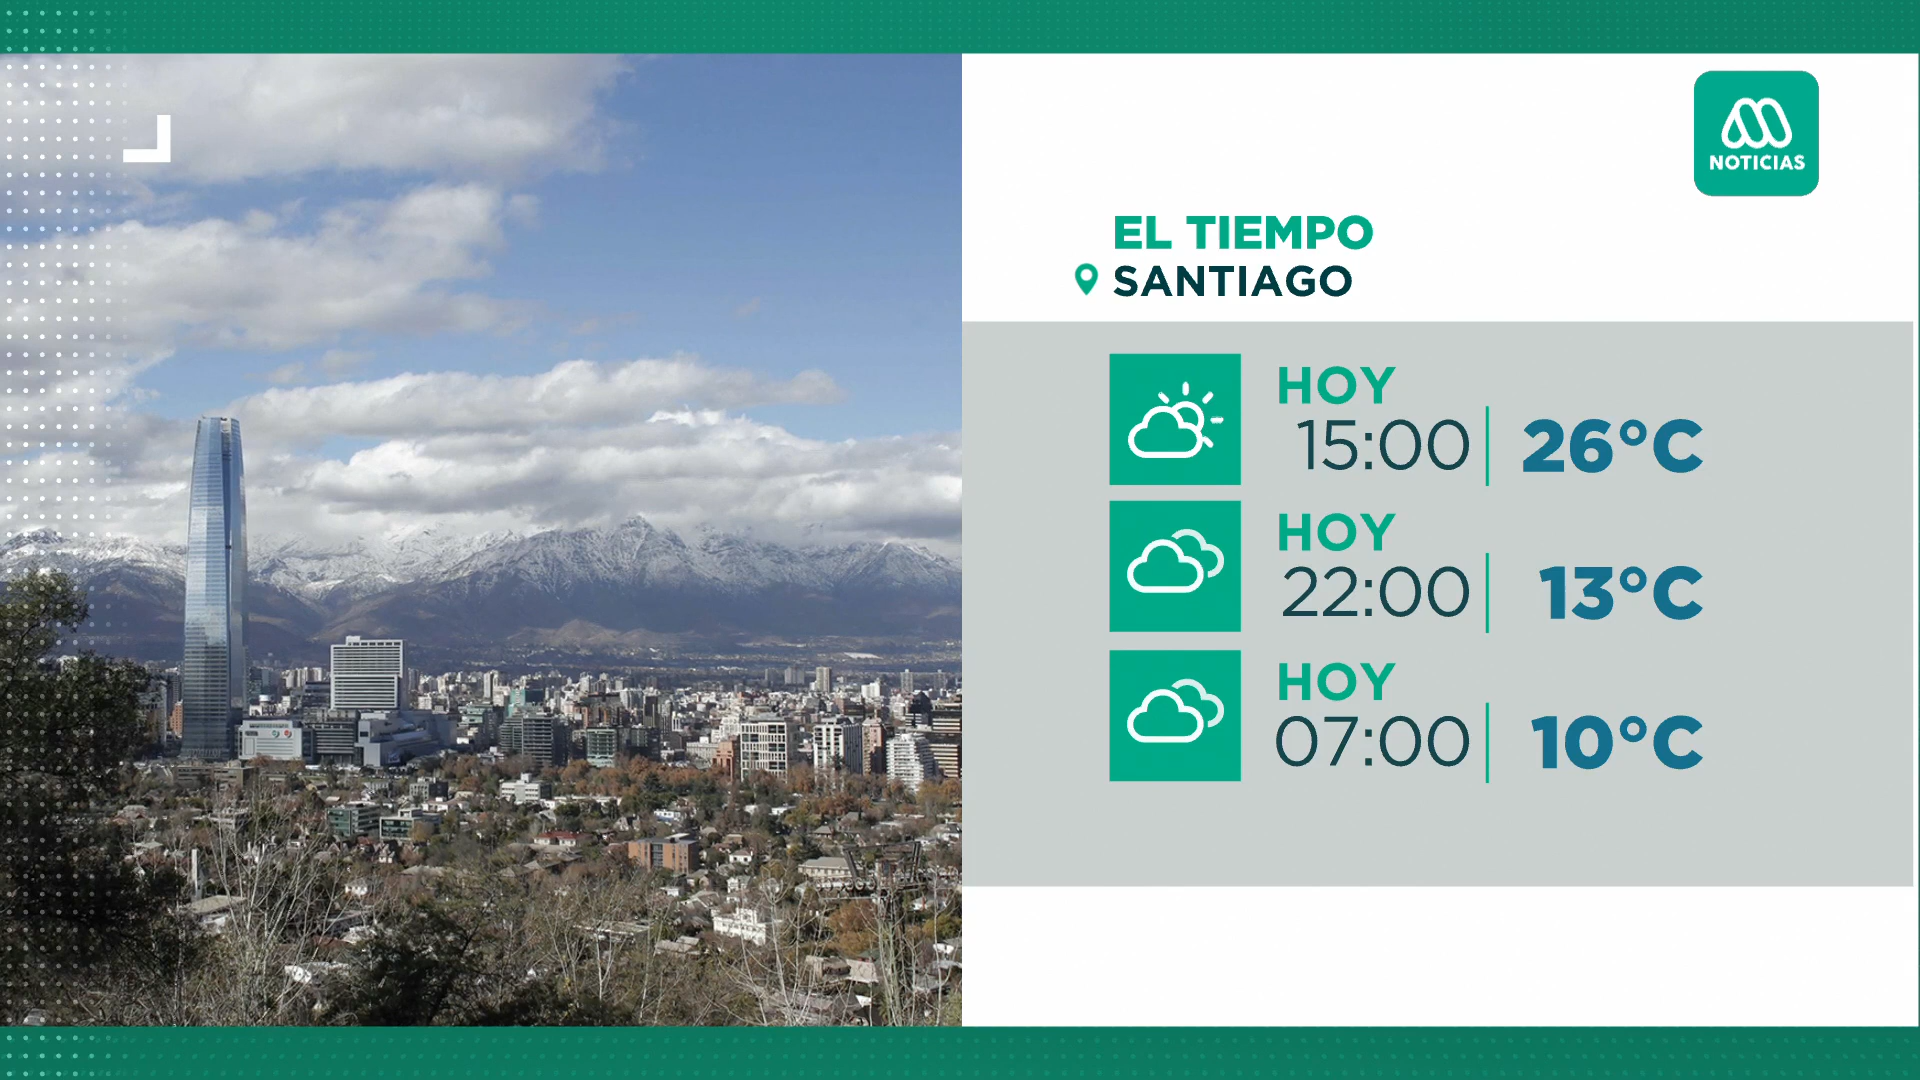 NOTICIAS
EL TIEMPO
SANTIAGO
HOY
15:00 26°C
HOY
22:00 13°C
HOY
07:00 10°C